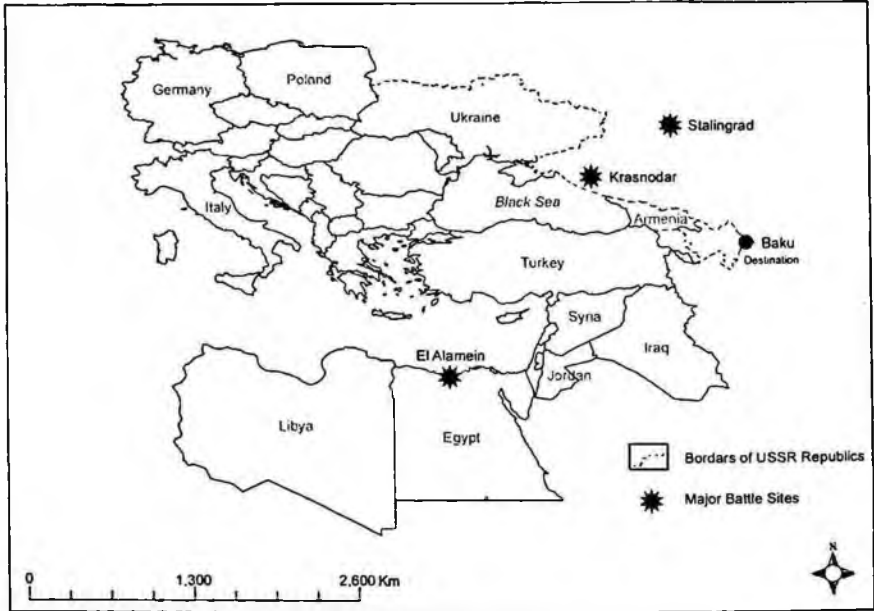 Germany
Poland
Ukraine
Stalingrad
Krasnodar
Italy
Black Sea
Armenia
Baku
Destination
Turkey
Syria
Iraq
El Alamein
Jordan
Libya
Egypt
Bordars of USSR Republics
Major Battle Sites
N
0 1,300 2,600 Km